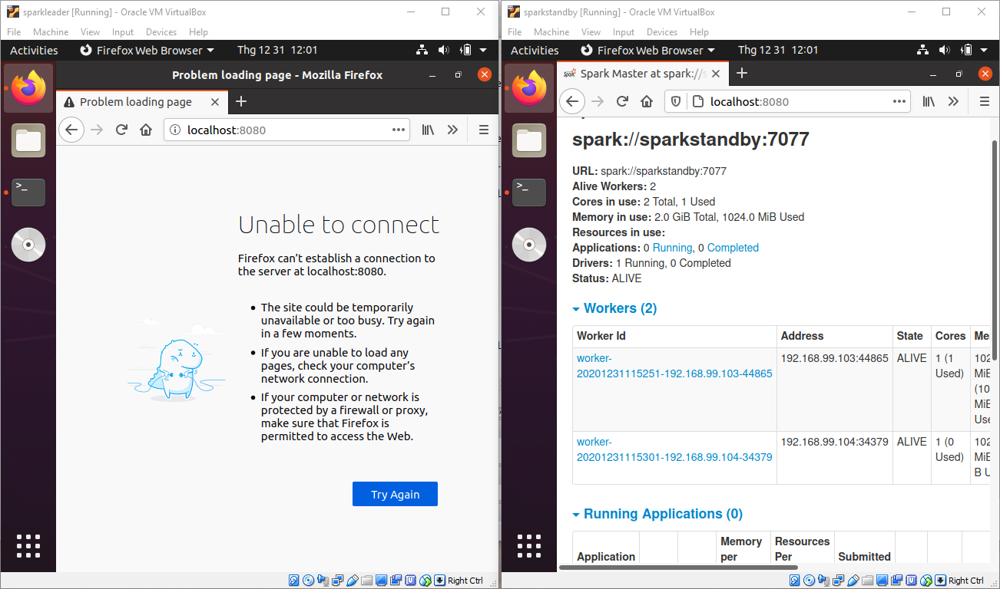 sparkleader [Running] - Oracle VM VirtualBox
File Machine View Input Devices Help
Activities Firefox Web Browser Thg 12 31 12:01
Problem loading page - Mozilla Firefox
Problem loading page
localhost:8080
Unable to connect
Firefox can’t establish a connection to
the server at localhost:8080.
The site could be temporarily
unavailable or too busy. Try again
in a few moments.
If you are unable to load any
pages, check your computer’s
network connection.
If your computer or network is
protected by a firewall or proxy,
make sure that Firefox is
permitted to access the Web.
Try Again
Right Ctrl
sparkstandby [Running] - Oracle VM VirtualBox
File Machine View Input Devices Help
Activities Firefox Web Browser Thg 12 31 12:01
Spark Master at spark://s
localhost:8080
spark://sparkstandby:7077
URL: spark://sparkstandby:7077
Alive Workers: 2
Cores in use: 2 Total, 1 Used
Memory in use: 2.0 GiB Total, 1024.0 MiB Used
Resources in use:
Applications: 0 Running, 0 Completed
Drivers: 1 Running, 0 Completed
Status: ALIVE
Workers (2)
Worker Id Address State Cores Me
worker- 192.168.99.103:44865 ALIVE 1 (1 102
20201231115251-192.168.99.103-44865 Used) MiE
(10
MiE
Use
worker- 192.168.99.104:34379 ALIVE 1 (0 102
20201231115301-192.168.99.104-34379 Used) MiE
B U
Running Applications (0)
Memory Resources
Application per Per Submitted
Right Ctrl